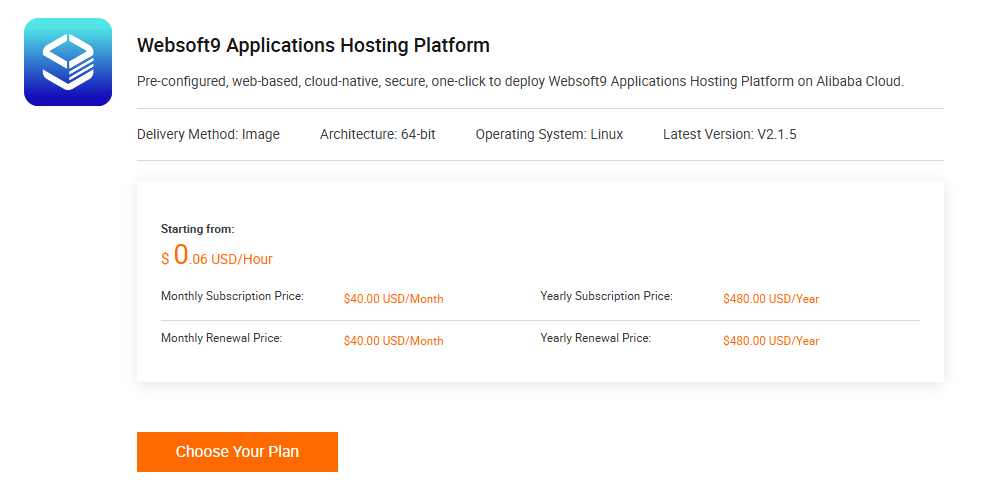 Websoft9 Applications Hosting Platform
Pre-configured, web-based, cloud-native, secure, one-click to deploy Websoft9 Applications Hosting Platform on Alibaba Cloud.
Delivery Method: Image Architecture: 64-bit Operating System: Linux Latest Version: V2.1.5
Starting from:
$ 0.06 USD/Hour
Monthly Subscription Price: $40.00 USD/Month Yearly Subscription Price: $480.00 USD/Year
Monthly Renewal Price: $40.00 USD/Month Yearly Renewal Price: $480.00 USD/Year
Choose Your Plan